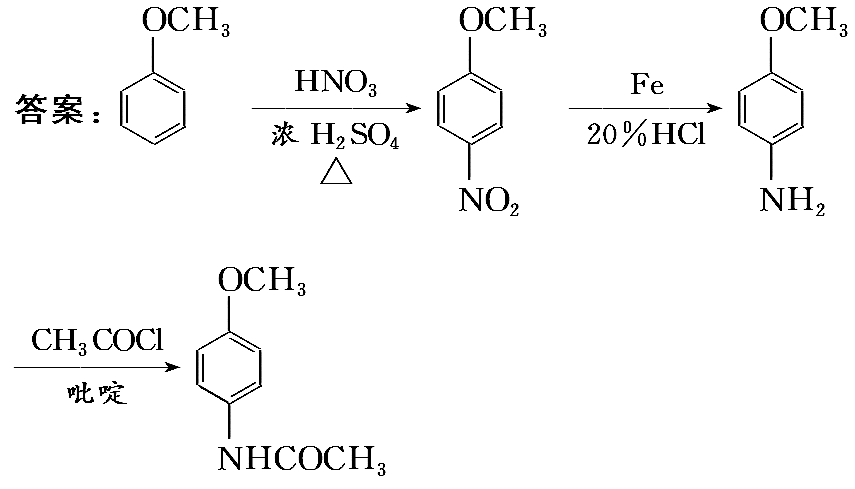 OCH₃ OCH₃ OCH₃
答案: HNO₃ Fe
浓 H₂SO₄ 20%HCl
△
NO₂ NH₂
OCH₃
CH₃COCl
吡啶
NHCOCH₃